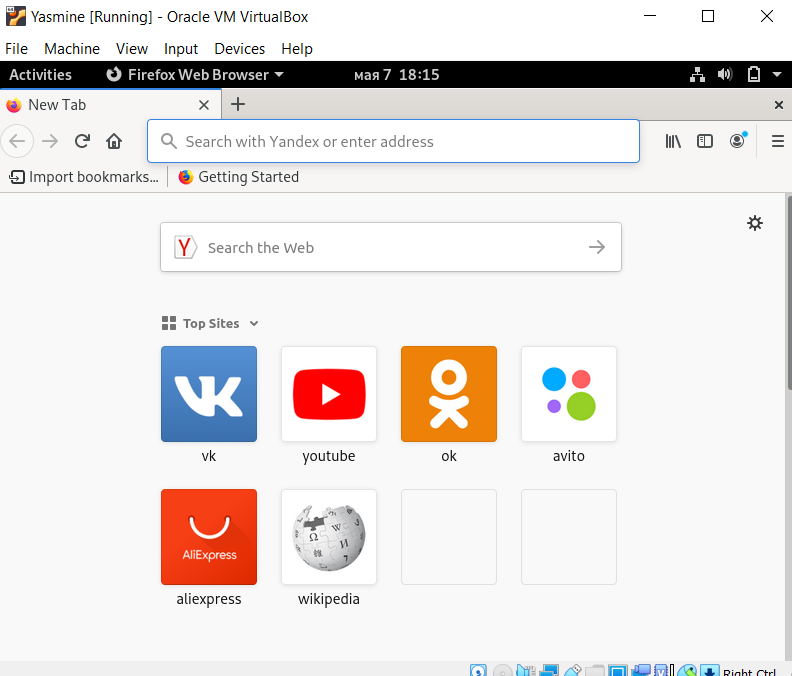 Yasmine [Running] - Oracle VM VirtualBox
File Machine View Input Devices Help
Activities Firefox Web Browser мая 7 18:15
New Tab
Search with Yandex or enter address
Import bookmarks... Getting Started
Y Search the Web
Top Sites
vk youtube ok avito
AliExpress
aliexpress wikipedia
Right Ctrl